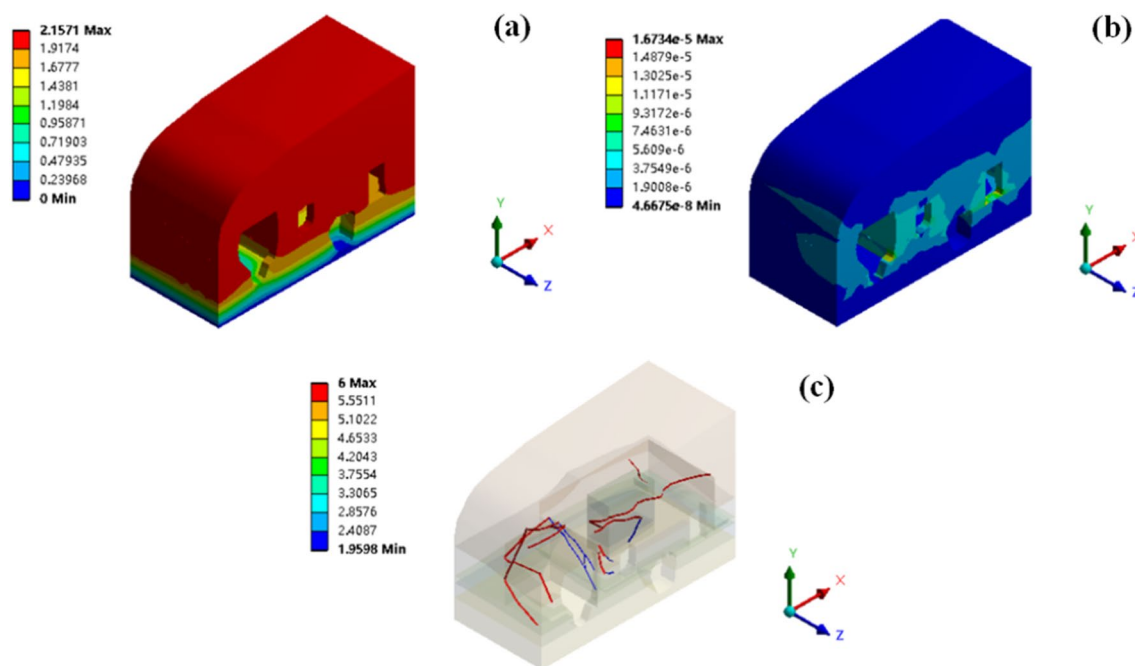 (a)
2.1571 Max
1.9174
1.6777
1.4381
1.1984
0.95871
0.71903
0.47935
0.23968
0 Min
Y
X
Z
(b)
1.6734e-5 Max
1.4879e-5
1.3025e-5
1.1171e-5
9.3172e-6
7.4631e-6
5.609e-6
3.7549e-6
1.9008e-6
4.6675e-8 Min
Y
X
Z
(c)
6 Max
5.5511
5.1022
4.6533
4.2043
3.7554
3.3065
2.8576
2.4087
1.9598 Min
Y
X
Z